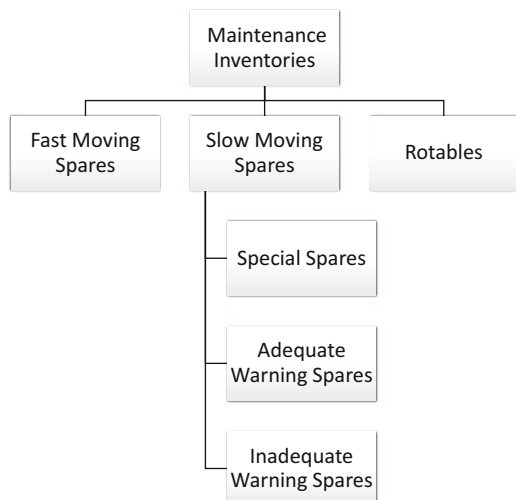 Maintenance
Inventories
Fast Moving
Spares
Slow Moving
Spares
Rotables
Special Spares
Adequate
Warning Spares
Inadequate
Warning Spares